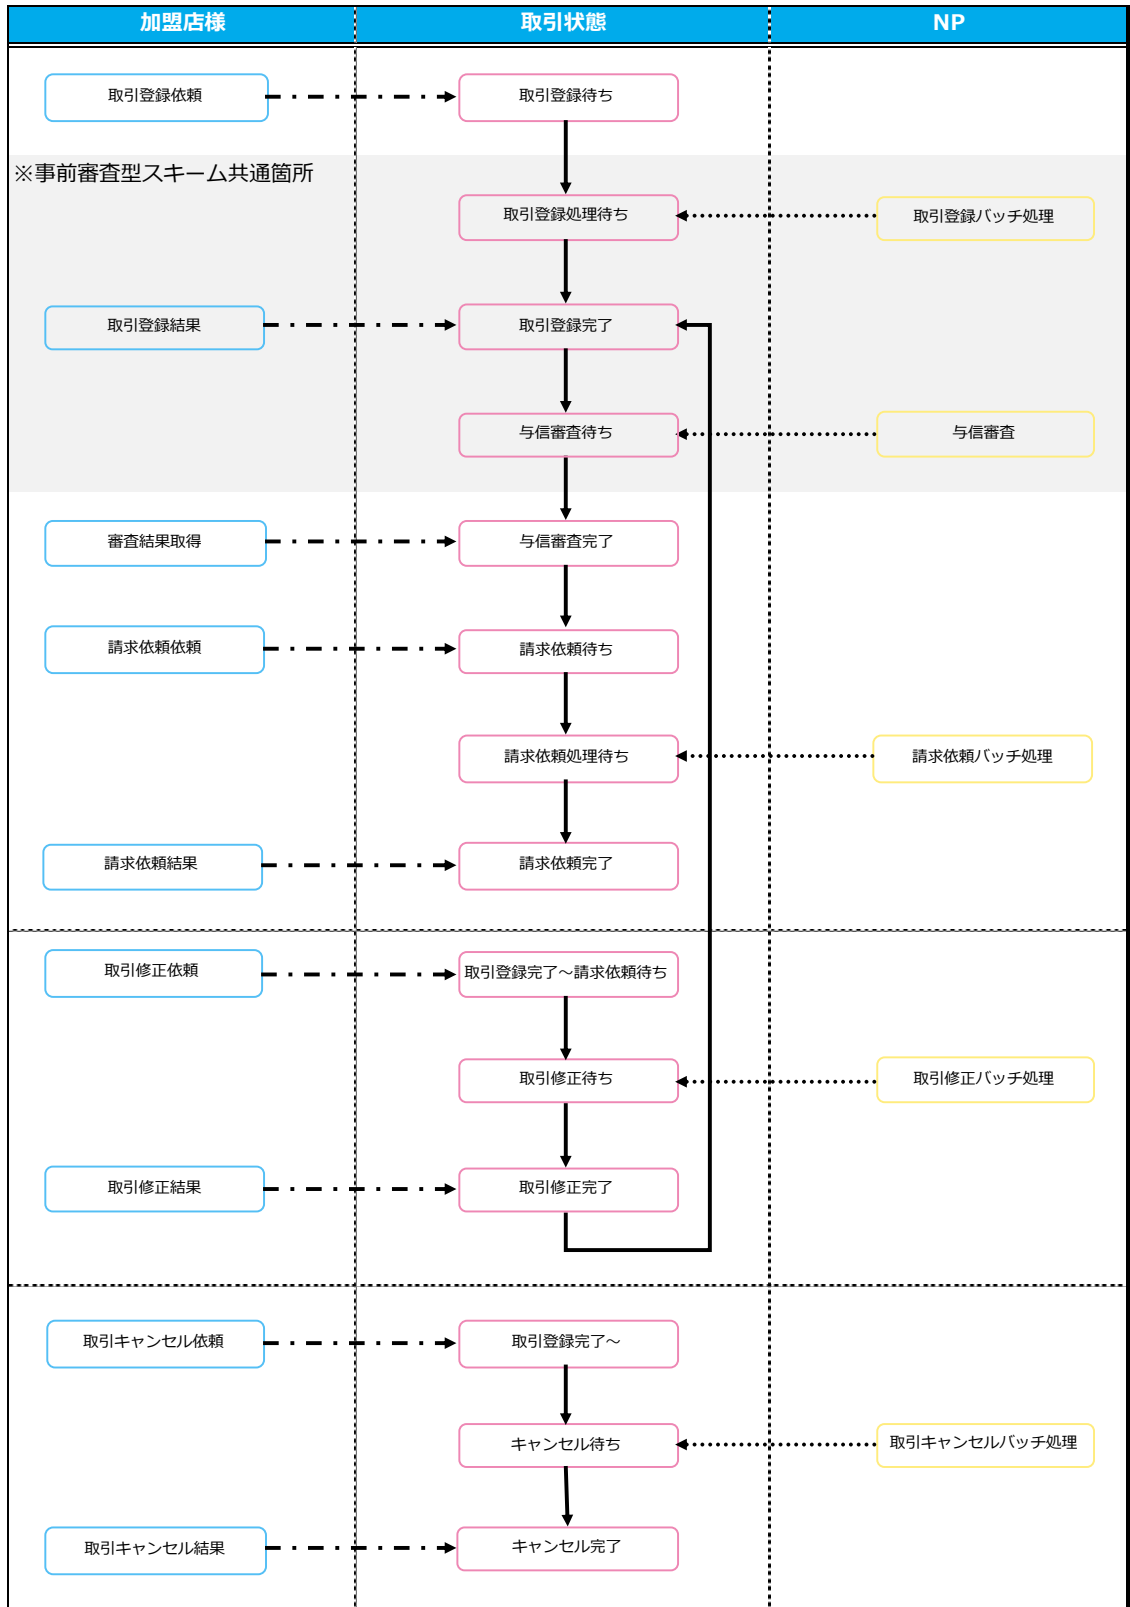 加盟店様
取引状態
NP
取引登録依頼
取引登録待ち
※事前審査型スキーム共通箇所
取引登録処理待ち
取引登録バッチ処理
取引登録結果
取引登録完了
与信審査待ち
与信審査
審査結果取得
与信審査完了
請求依頼依頼
請求依頼待ち
請求依頼処理待ち
請求依頼バッチ処理
請求依頼結果
請求依頼完了
取引修正依頼
取引登録完了～請求依頼待ち
取引修正待ち
取引修正バッチ処理
取引修正結果
取引修正完了
取引キャンセル依頼
取引登録完了～
キャンセル待ち
取引キャンセルバッチ処理
取引キャンセル結果
キャンセル完了